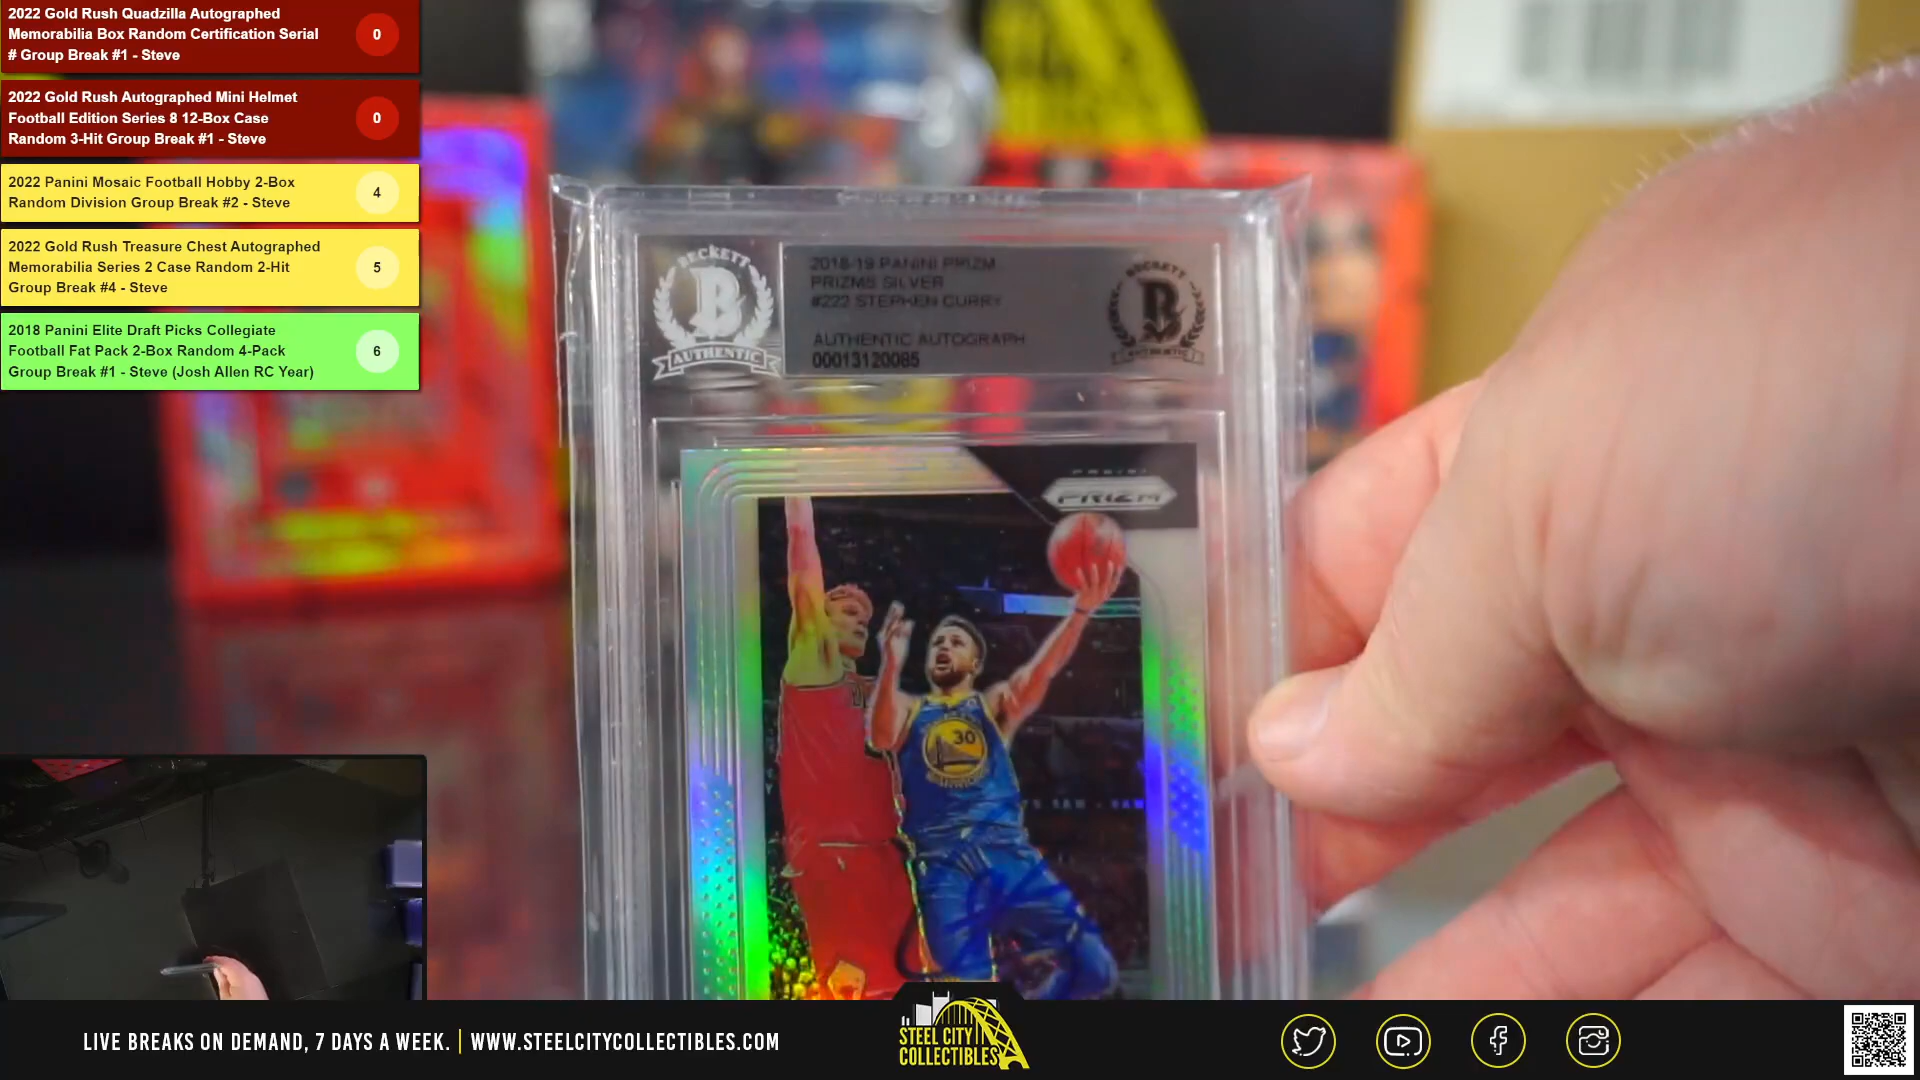 2022 Gold Rush Quadzilla Autographed
Memorabilia Box Random Certification Serial
# Group Break #1 - Steve
0
2022 Gold Rush Autographed Mini Helmet
Football Edition Series 8 12-Box Case
Random 3-Hit Group Break #1 - Steve
0
2022 Panini Mosaic Football Hobby 2-Box
Random Division Group Break #2 - Steve
4
2022 Gold Rush Treasure Chest Autographed
Memorabilia Series 2 Case Random 2-Hit
Group Break #4 - Steve
5
2018 Panini Elite Draft Picks Collegiate
Football Fat Pack 2-Box Random 4-Pack
Group Break #1 - Steve (Josh Allen RC Year)
6
BECKETT
B
AUTHENTIC
2018-19 PANINI PRIZM
PRIZMS SILVER
#222 STEPHEN CURRY
AUTHENTIC AUTOGRAPH
00013120085
BECKETT
B
AUTHENTIC
PANINI
PRIZM
30
LIVE BREAKS ON DEMAND, 7 DAYS A WEEK. | WWW.STEELCITYCOLLECTIBLES.COM
STEEL CITY
COLLECTIBLES